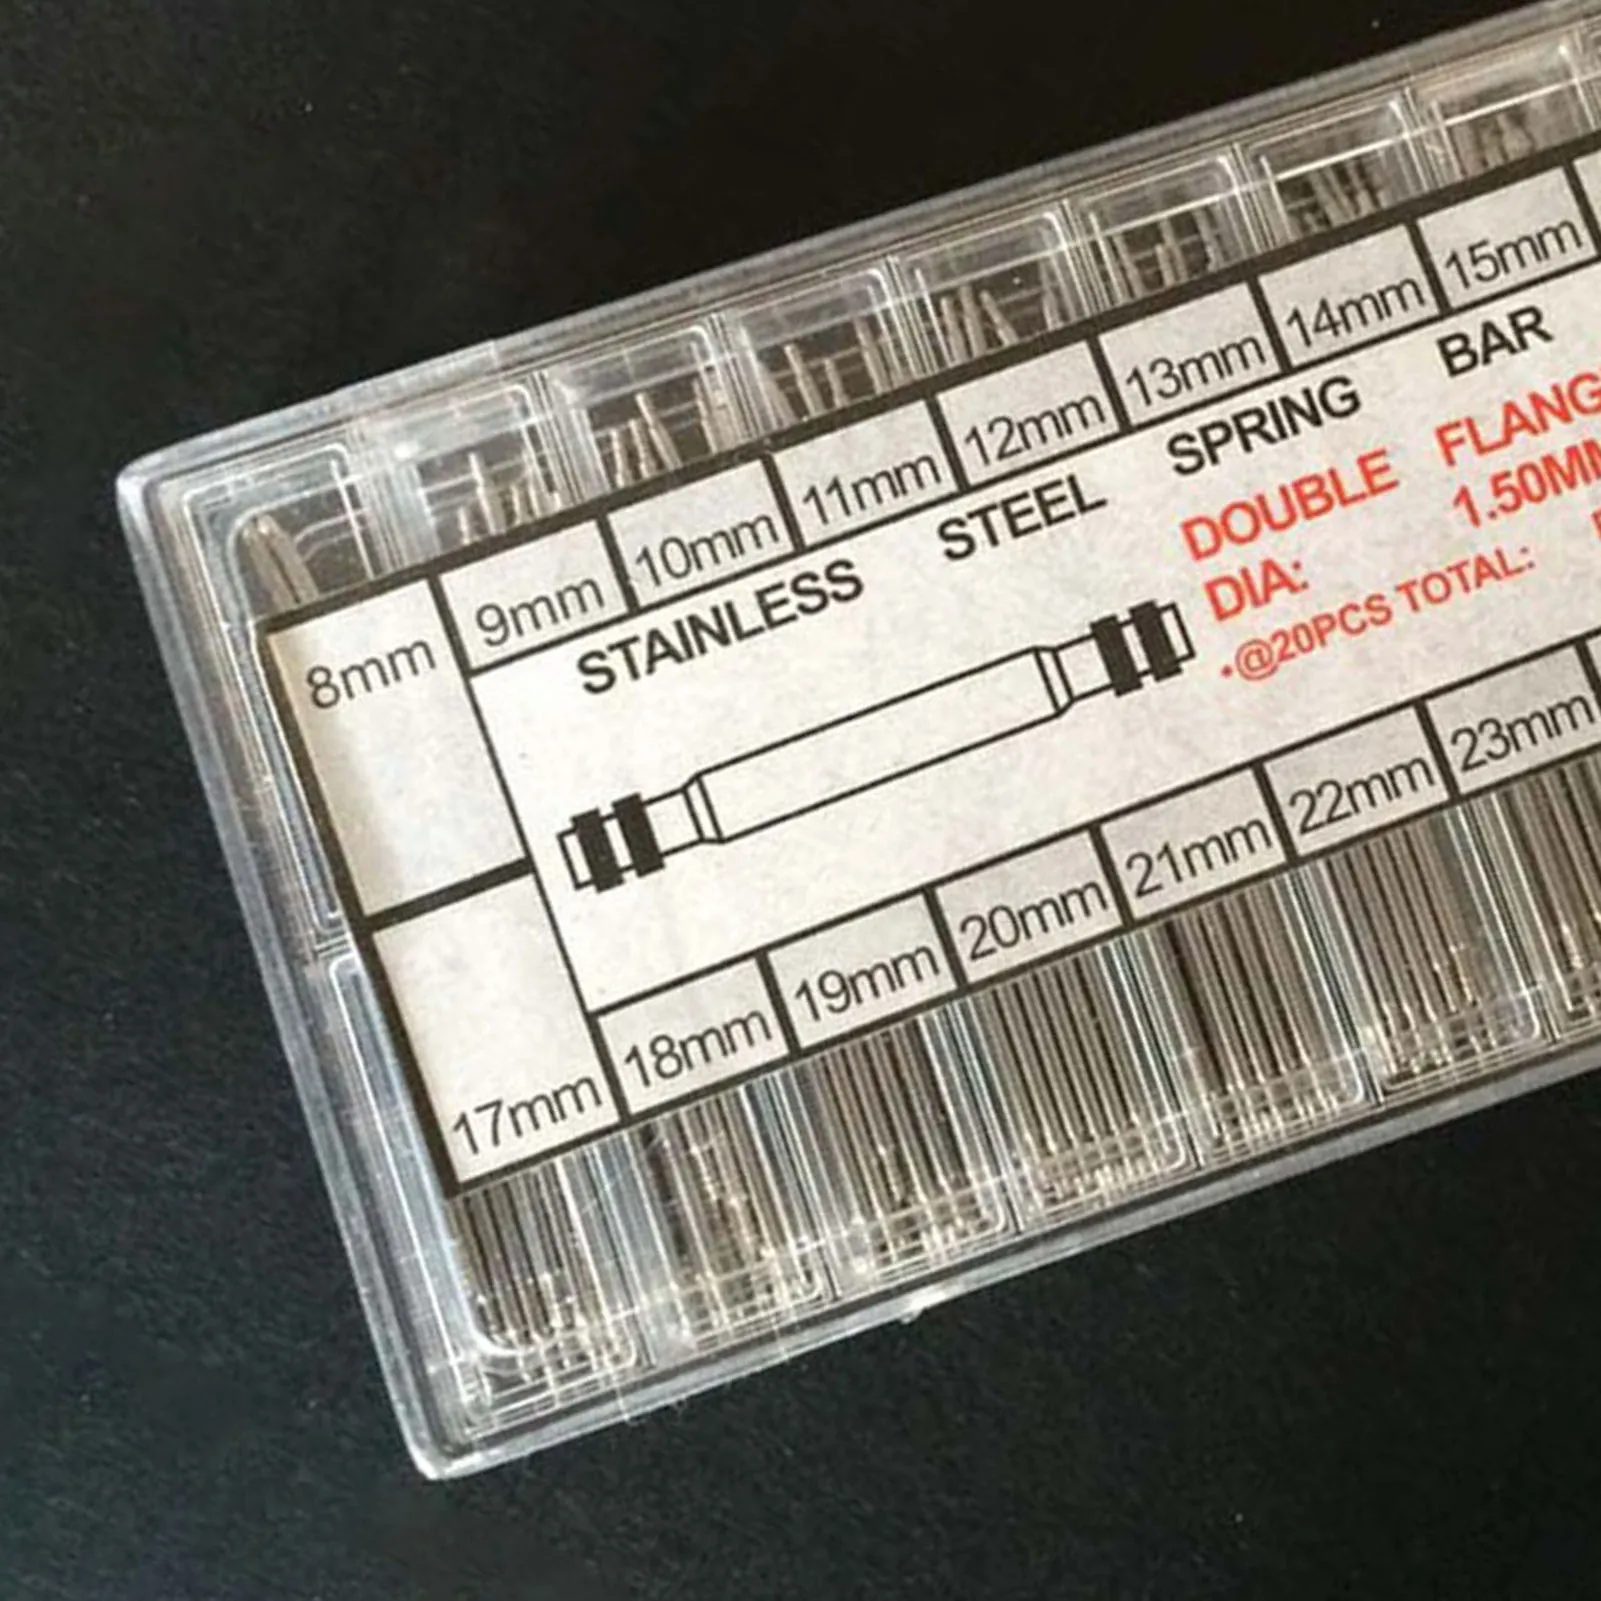 8mm 9mm 10mm 11mm 12mm 13mm 14mm 15mm
STAINLESS STEEL SPRING BAR
DOUBLE FLANG
DIA: 1.50MM
.@20PCS TOTAL:
17mm 18mm 19mm 20mm 21mm 22mm 23mm